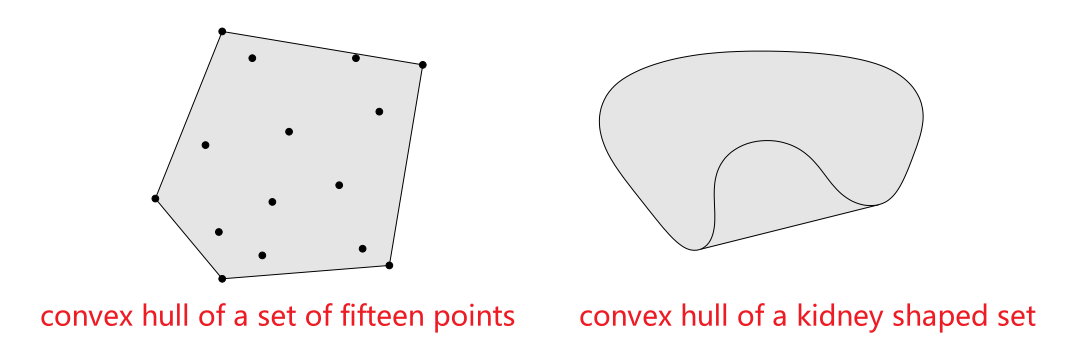 convex hull of a set of fifteen points
convex hull of a kidney shaped set